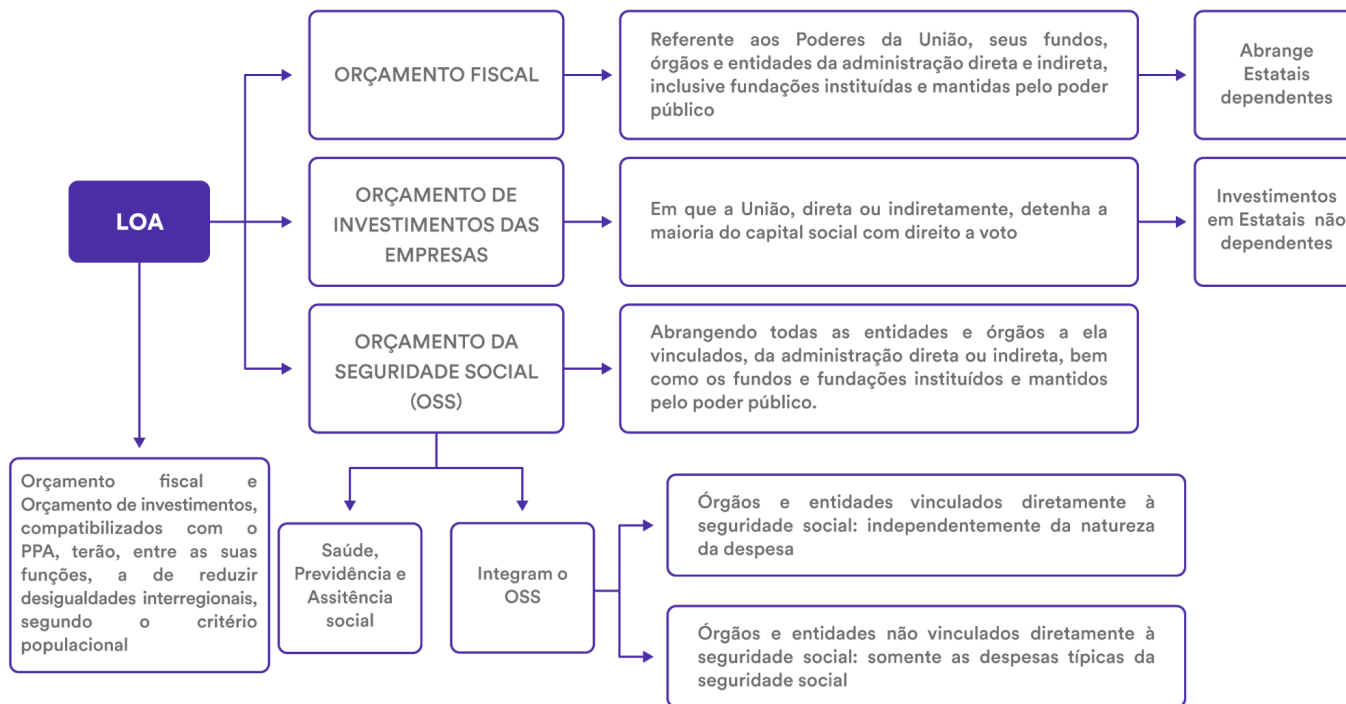 ORÇAMENTO FISCAL
Referente aos Poderes da União, seus fundos,
órgãos e entidades da administração direta e indireta,
inclusive fundações instituídas e mantidas pelo poder
público
Abrange
Estatais
dependentes
LOA
ORÇAMENTO DE
INVESTIMENTOS DAS
EMPRESAS
Em que a União, direta ou indiretamente, detenha a
maioria do capital social com direito a voto
Investimentos
em Estatais não
dependentes
ORÇAMENTO DA
SEGURIDADE SOCIAL
(OSS)
Abrangendo todas as entidades e órgãos a ela
vinculados, da administração direta ou indireta, bem
como os fundos e fundações instituídos e mantidos
pelo poder público.
Orçamento fiscal e
Orçamento de investimentos,
compatibilizados com o
PPA, terão, entre as suas
funções, a de reduzir
desigualdades interregionais,
segundo o critério
populacional
Saúde,
Previdência e
Assitência
social
Integram o
OSS
Órgãos e entidades vinculados diretamente à
seguridade social: independentemente da natureza
da despesa
Órgãos e entidades não vinculados diretamente à
seguridade social: somente as despesas típicas da
seguridade social